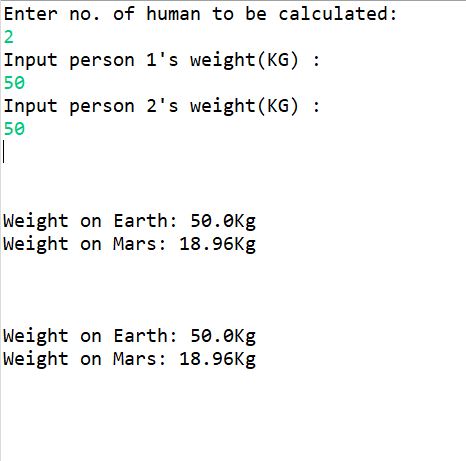 Enter no. of human to be calculated:
2
Input person 1's weight(KG) :
50
Input person 2's weight(KG) :
50
Weight on Earth: 50.0Kg
Weight on Mars: 18.96Kg
Weight on Earth: 50.0Kg
Weight on Mars: 18.96Kg